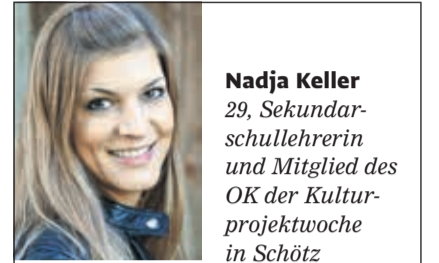 Nadja Keller
29, Sekundar-
schullehrerin
und Mitglied des
OK der Kultur-
projektwoche
in Schötz